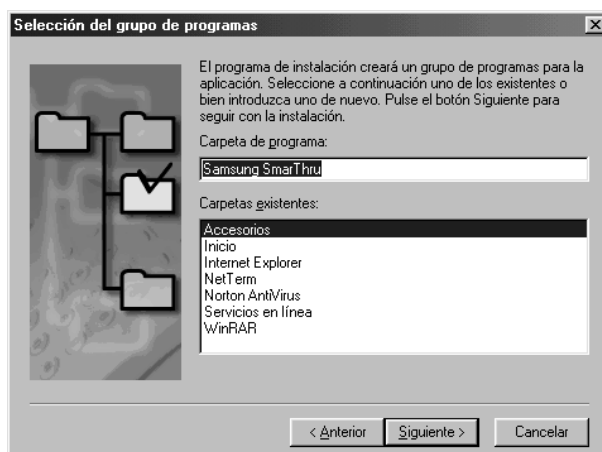 Selección del grupo de programas
El programa de instalación creará un grupo de programas para la
aplicación. Seleccione a continuación uno de los existentes o
bien introduzca uno de nuevo. Pulse el botón Siguiente para
seguir con la instalación.
Carpeta de programa:
Samsung SmarThru
Carpetas existentes:
Accesorios
Inicio
Internet Explorer
NetTerm
Norton AntiVirus
Servicios en línea
WinRAR
< Anterior
Siguiente >
Cancelar